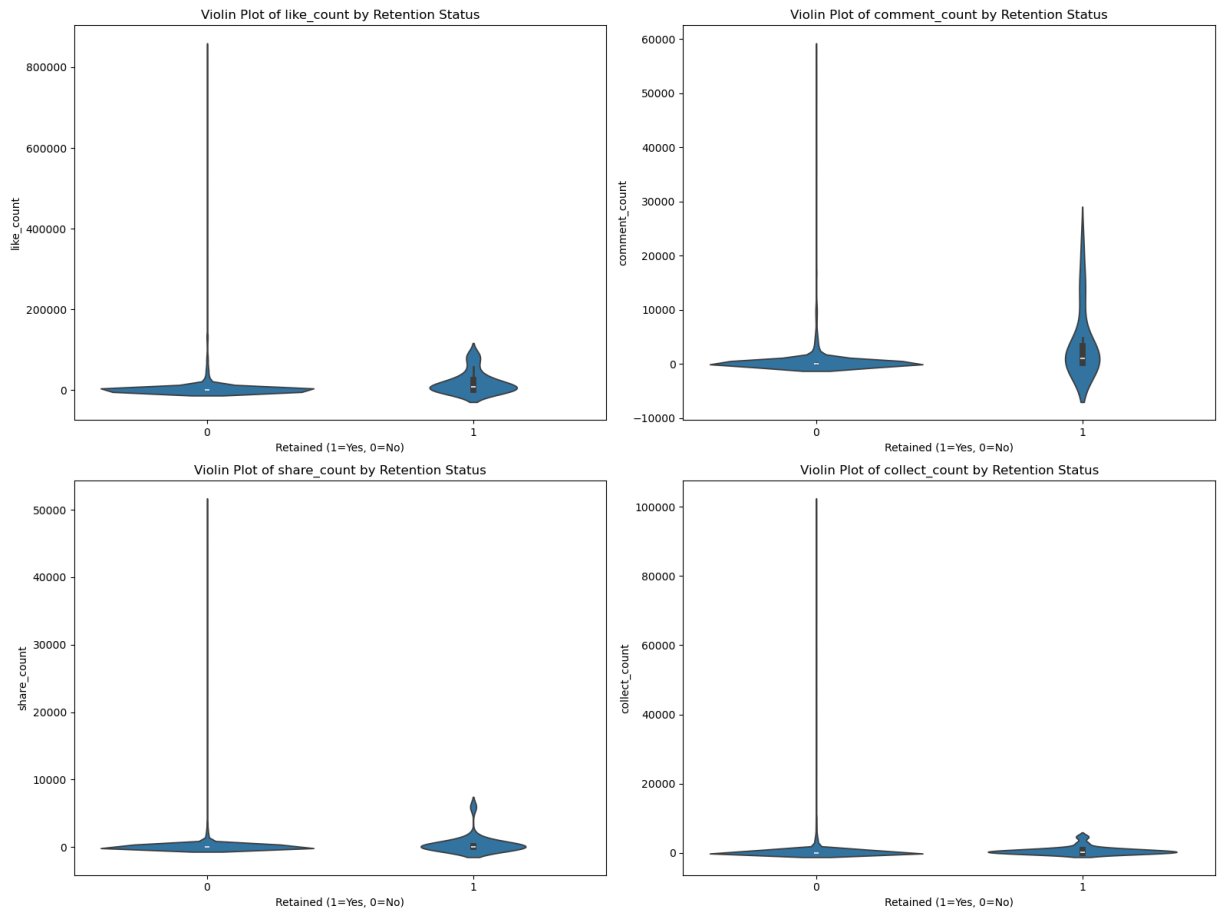 Violin Plot of like_count by Retention Status
800000
600000
400000
200000
0
like_count
0
1
Retained (1=Yes, 0=No)
Violin Plot of comment_count by Retention Status
60000
50000
40000
30000
20000
10000
0
−10000
comment_count
0
1
Retained (1=Yes, 0=No)
Violin Plot of share_count by Retention Status
50000
40000
30000
20000
10000
0
share_count
0
1
Retained (1=Yes, 0=No)
Violin Plot of collect_count by Retention Status
100000
80000
60000
40000
20000
0
collect_count
0
1
Retained (1=Yes, 0=No)